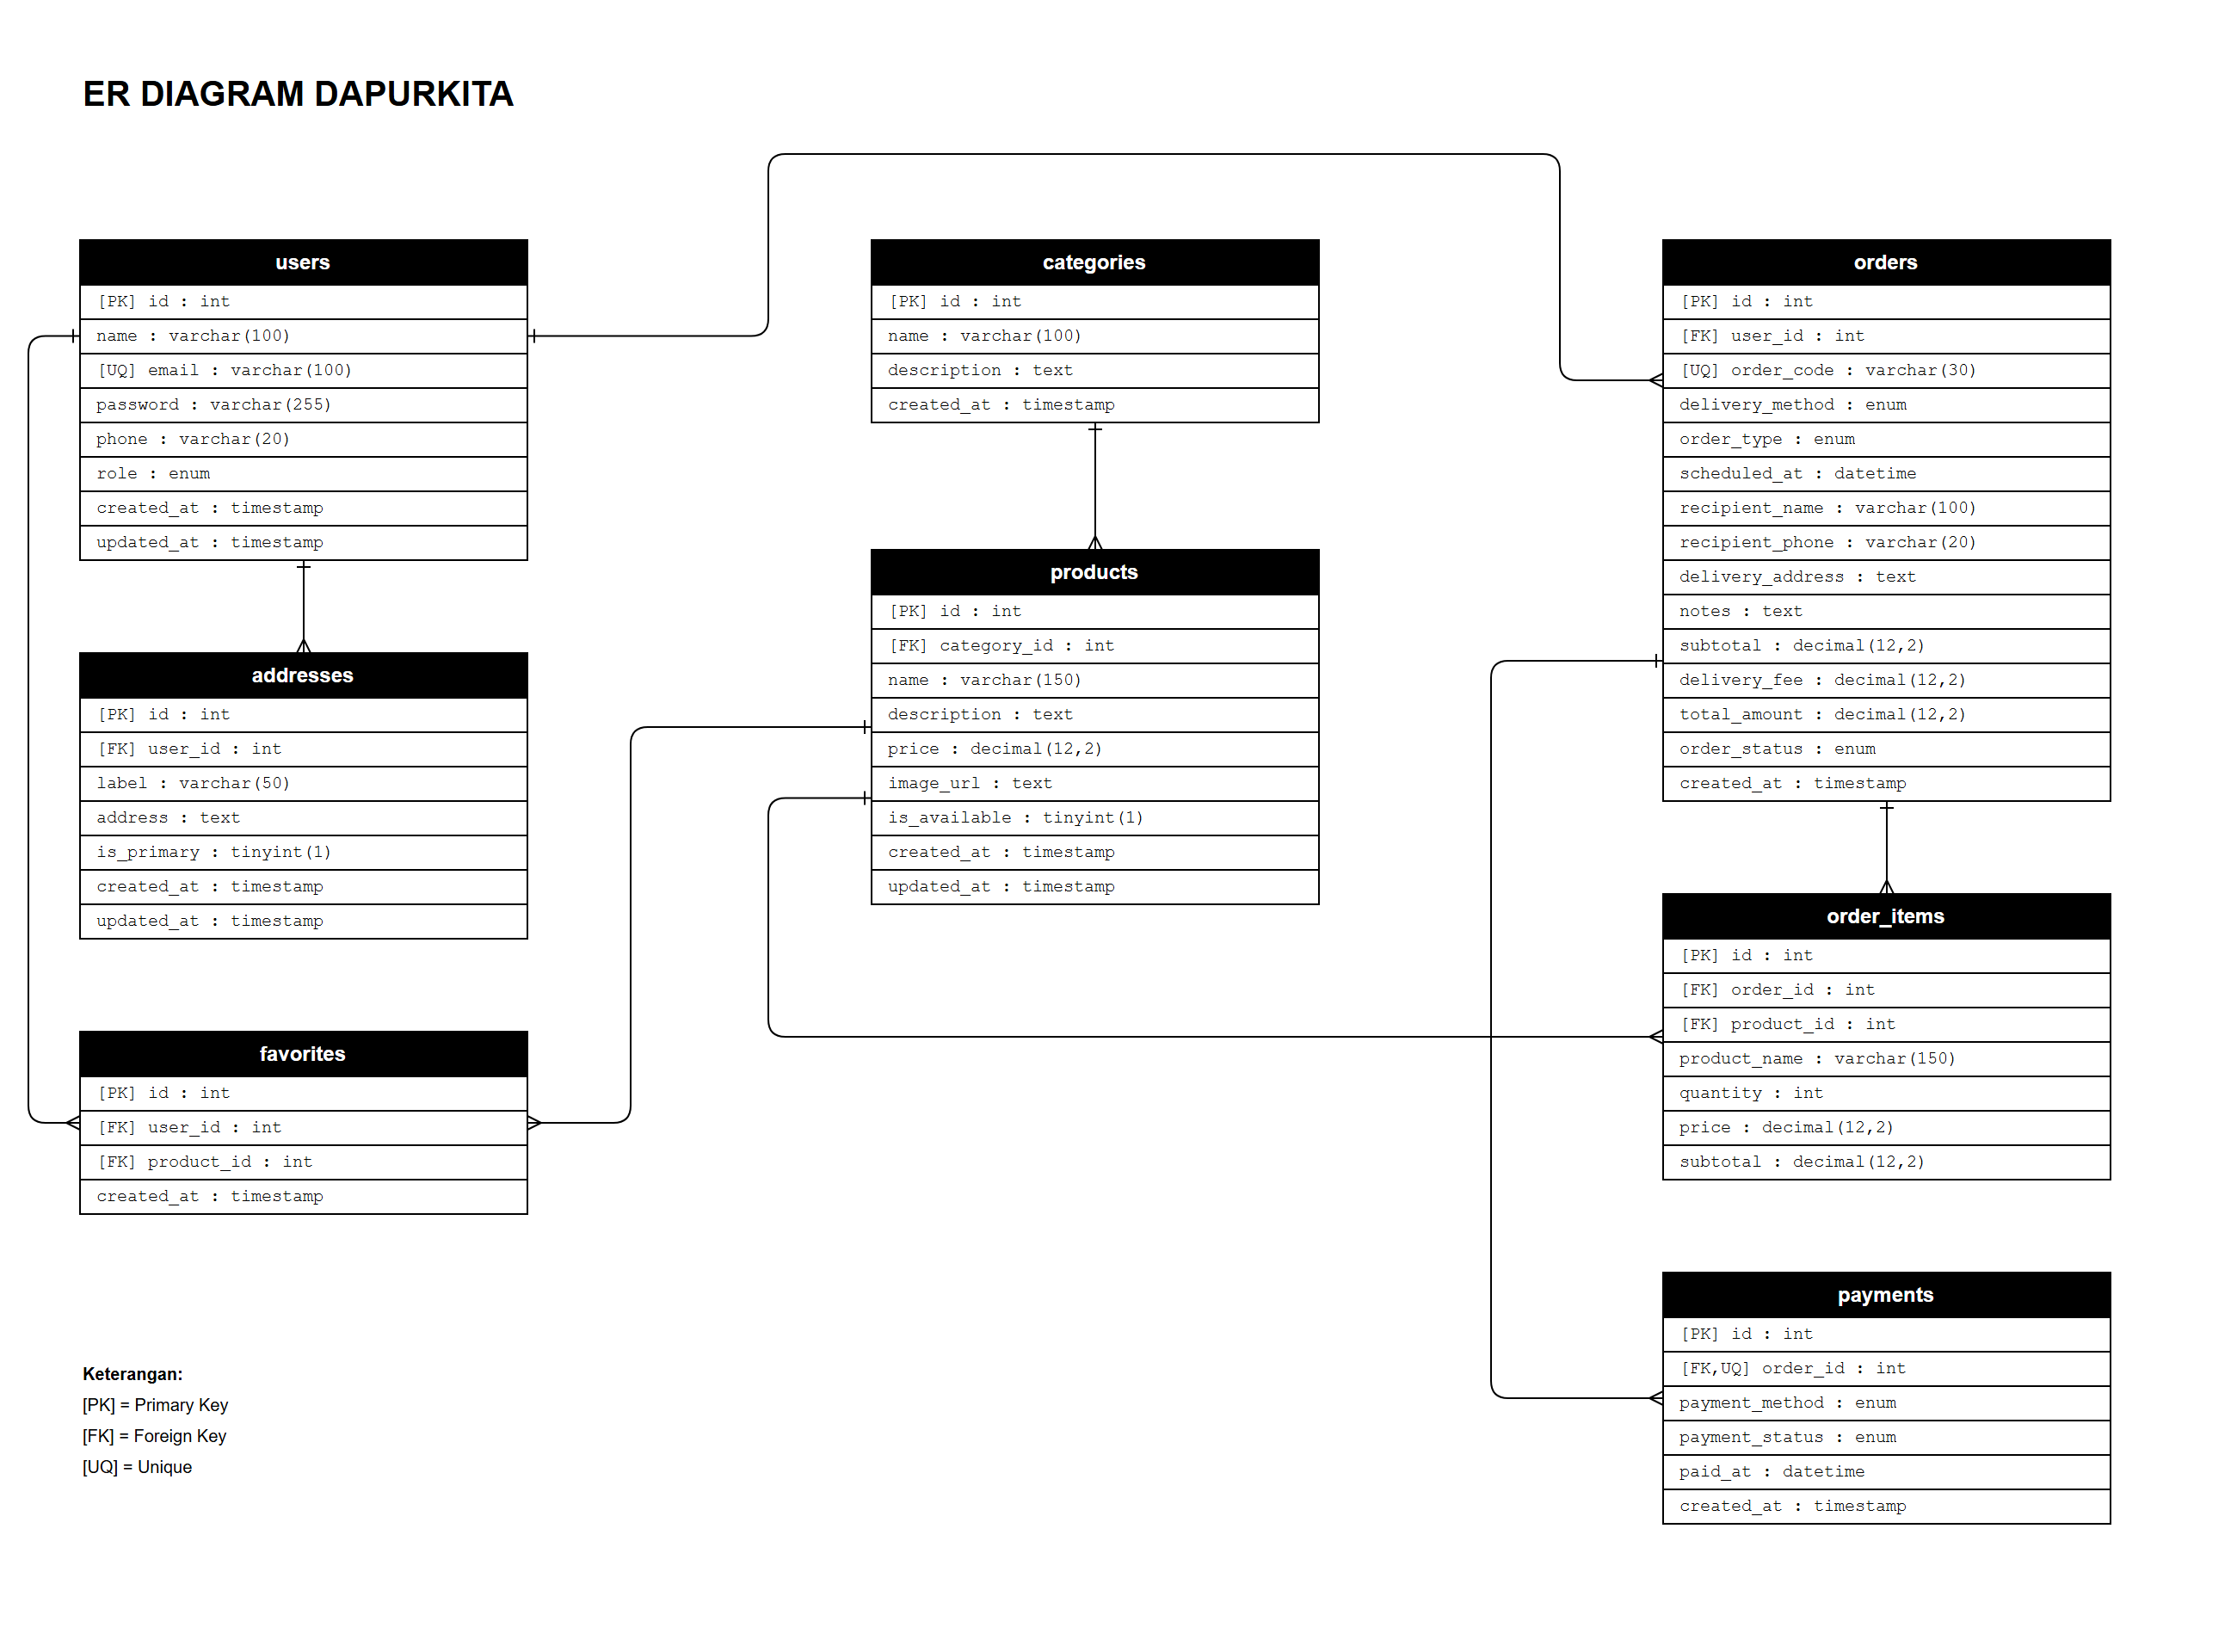 ER DIAGRAM DAPURKITA
users
[PK] id : int
name : varchar(100)
[UQ] email : varchar(100)
password : varchar(255)
phone : varchar(20)
role : enum
created_at : timestamp
updated_at : timestamp
addresses
[PK] id : int
[FK] user_id : int
label : varchar(50)
address : text
is_primary : tinyint(1)
created_at : timestamp
updated_at : timestamp
favorites
[PK] id : int
[FK] user_id : int
[FK] product_id : int
created_at : timestamp
categories
[PK] id : int
name : varchar(100)
description : text
created_at : timestamp
products
[PK] id : int
[FK] category_id : int
name : varchar(150)
description : text
price : decimal(12,2)
image_url : text
is_available : tinyint(1)
created_at : timestamp
updated_at : timestamp
orders
[PK] id : int
[FK] user_id : int
[UQ] order_code : varchar(30)
delivery_method : enum
order_type : enum
scheduled_at : datetime
recipient_name : varchar(100)
recipient_phone : varchar(20)
delivery_address : text
notes : text
subtotal : decimal(12,2)
delivery_fee : decimal(12,2)
total_amount : decimal(12,2)
order_status : enum
created_at : timestamp
order_items
[PK] id : int
[FK] order_id : int
[FK] product_id : int
product_name : varchar(150)
quantity : int
price : decimal(12,2)
subtotal : decimal(12,2)
payments
[PK] id : int
[FK,UQ] order_id : int
payment_method : enum
payment_status : enum
paid_at : datetime
created_at : timestamp
Keterangan:
[PK] = Primary Key
[FK] = Foreign Key
[UQ] = Unique